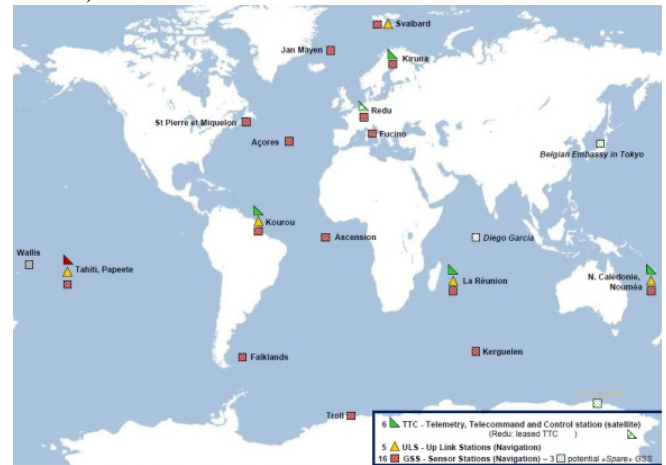 Svalbard
Jan Mayen
Kiruna
Redu
St Pierre et Miquelon
Fucino
Açores
Belgian Embassy in Tokyo
Kourou
Ascension
Diego Garcia
Wallis
Tahiti, Papeete
La Réunion
N. Calédonie,
Nouméa
Falklands
Kerguelen
Troll
6 TTC - Telemetry, Telecommand and Control station (satellite)
(Redu: leased TTC )
5 ULS - Up Link Stations (Navigation)
16 GSS - Sensor Stations (Navigation) – 3 potential «Spare» GSS